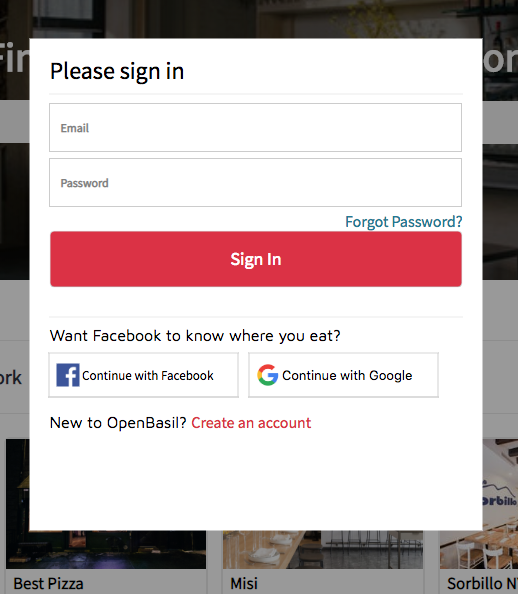 Fin
on
Please sign in
Email
Password
Forgot Password?
Sign In
Want Facebook to know where you eat?
Continue with Facebook
Continue with Google
ork
New to OpenBasil? Create an account
Sorbillo
Best Pizza
Misi
Sorbillo N